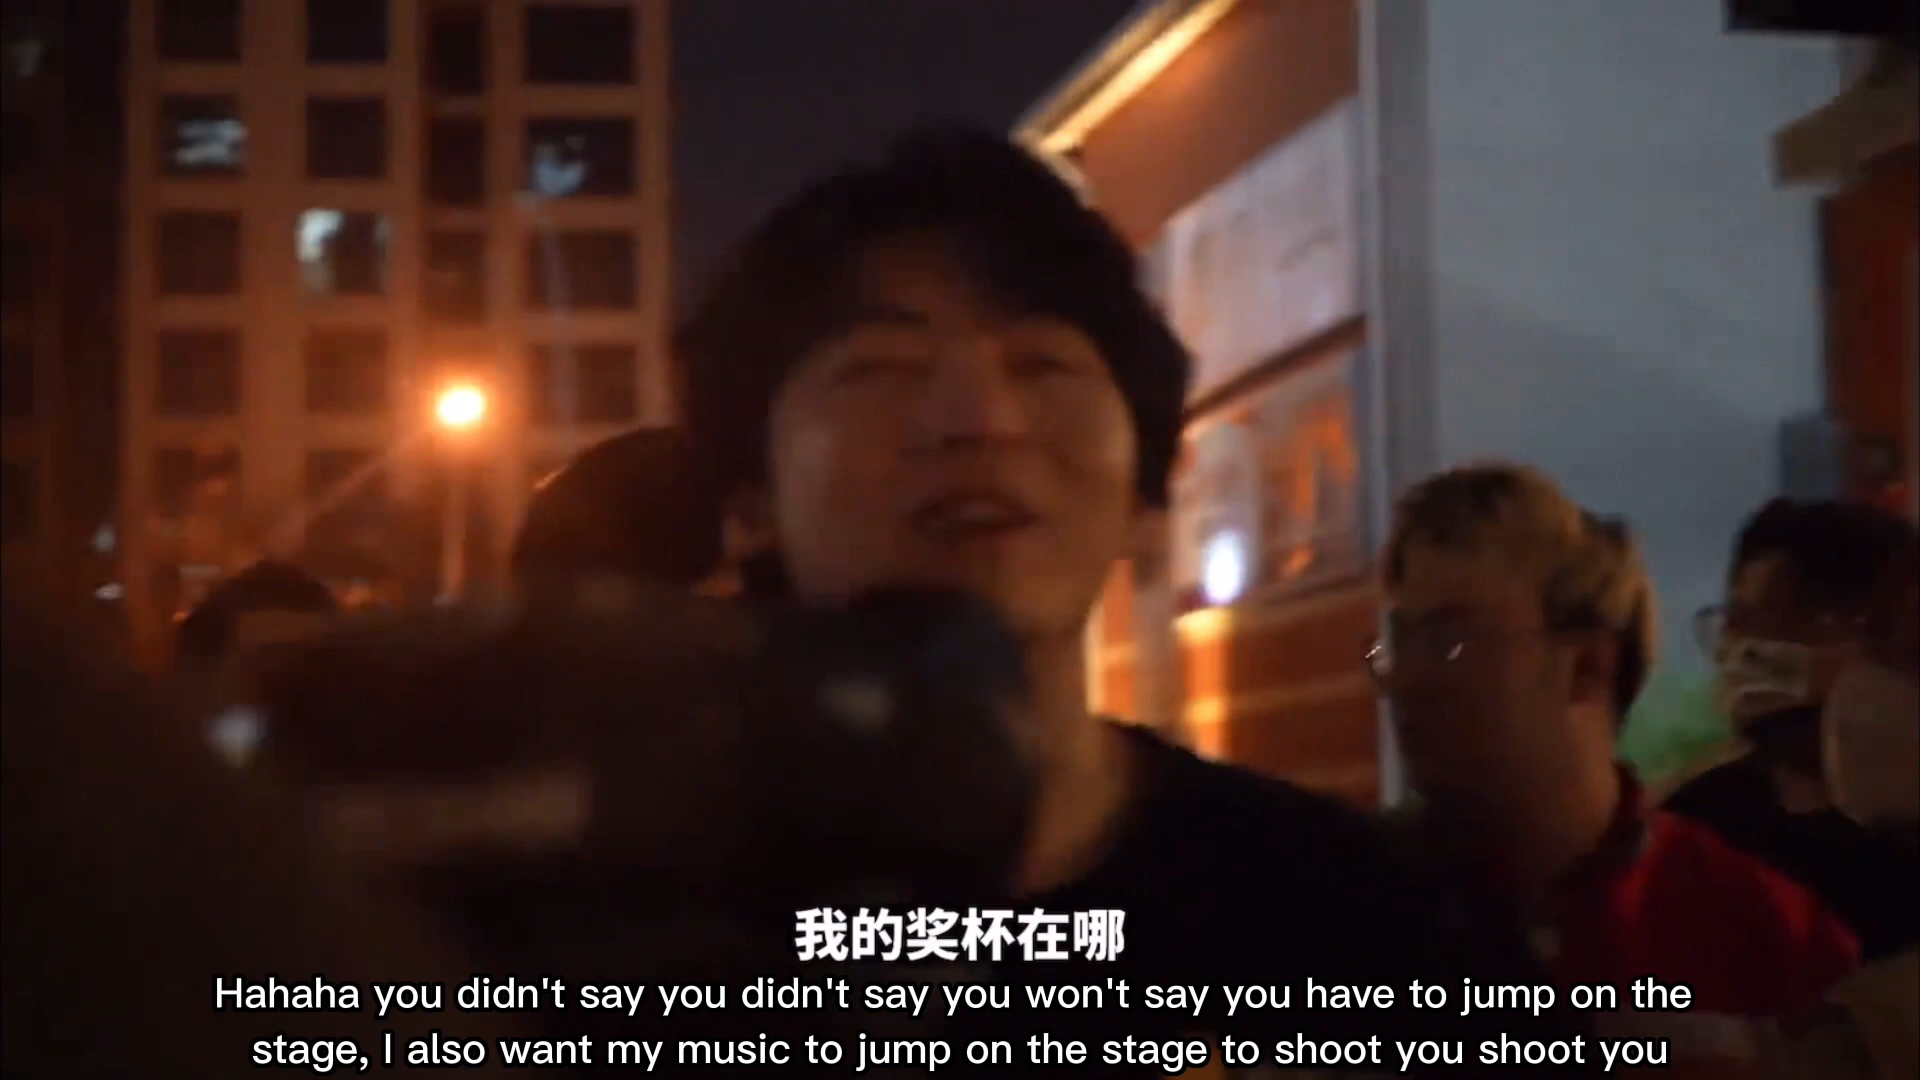 我的奖杯在哪
Hahaha you didn't say you didn't say you won't say you have to jump on the
stage, I also want my music to jump on the stage to shoot you shoot you